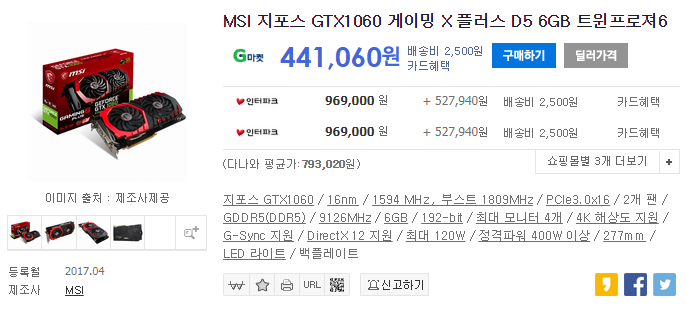 MSI 지포스 GTX1060 게이밍 X 플러스 D5 6GB 트윈프로져6
G마켓 441,060원 배송비 2,500원 카드혜택 구매하기 딜러가격
인터파크 969,000 원 + 527,940원 배송비 2,500원 카드혜택
인터파크 969,000 원 + 527,940원 배송비 2,500원 카드혜택
(다나와 평균가:793,020원) 쇼핑몰별 3개 더보기 +
msi
GAMING X
이미지 출처 : 제조사제공
등록월 2017.04
제조사 MSI
지포스 GTX1060 / 16nm / 1594 MHz, 부스트 1809MHz / PCIe3.0x16 / 2개 팬 /
GDDR5(DDR5) / 9126MHz / 6GB / 192-bit / 최대 모니터 4개 / 4K 해상도 지원 /
G-Sync 지원 / DirectX 12 지원 / 최대 120W / 정격파워 400W 이상 / 277mm /
LED 라이트 / 백플레이트
URL 신고하기